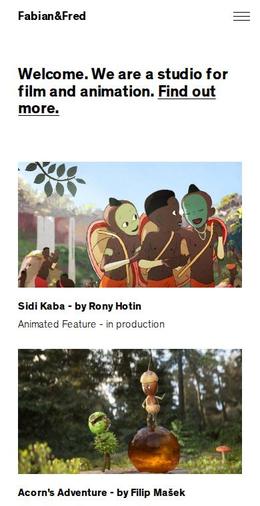 Fabian&Fred
Welcome. We are a studio for
film and animation. Find out
more.
Sidi Kaba - by Rony Hotin
Animated Feature - in production
Acorn's Adventure - by Filip Mašek